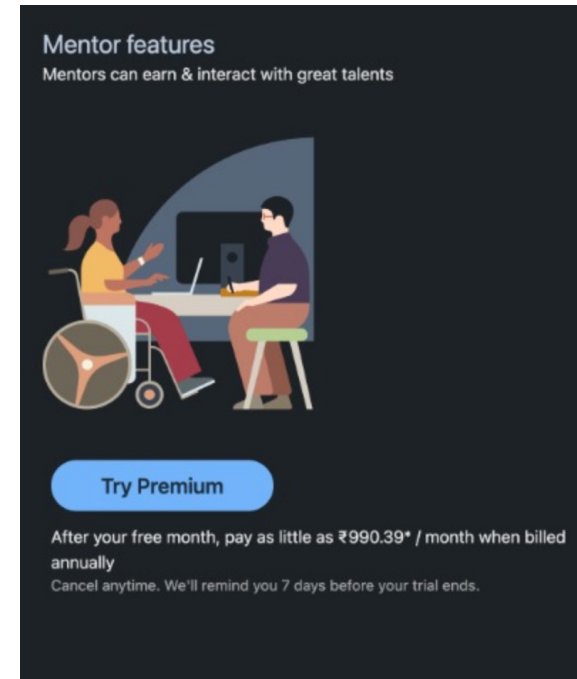 Mentor features
Mentors can earn & interact with great talents
Try Premium
After your free month, pay as little as ₹990.39* / month when billed
annually
Cancel anytime. We'll remind you 7 days before your trial ends.